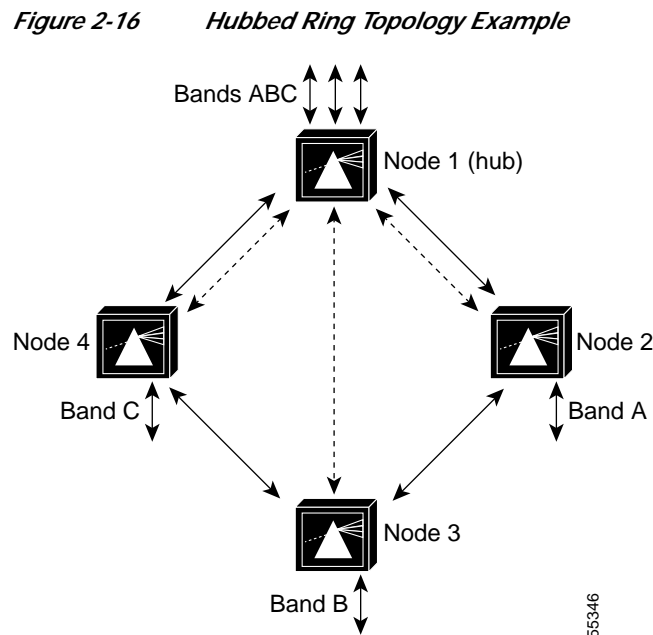 Figure 2-16 Hubbed Ring Topology Example
Bands ABC
Node 1 (hub)
Node 4
Node 2
Band C
Band A
Node 3
Band B
55346